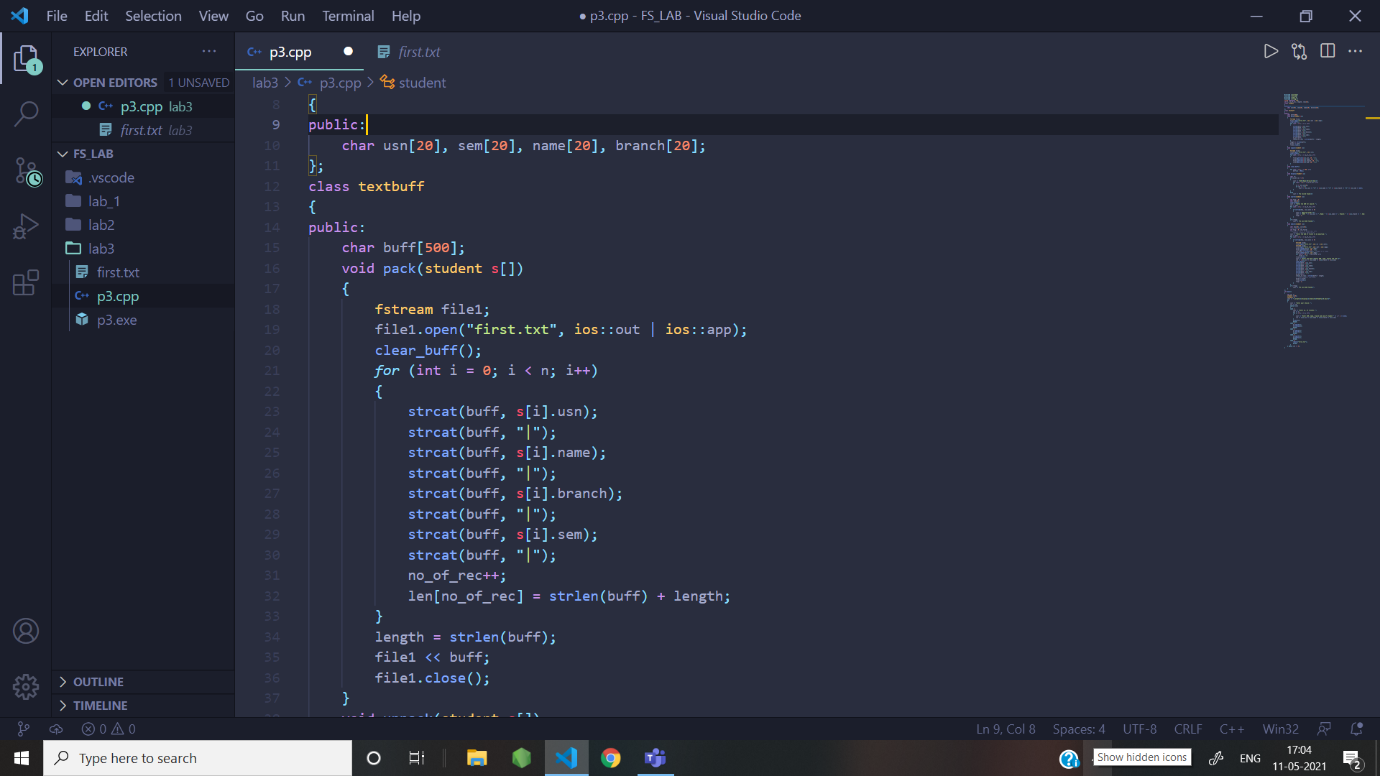 File Edit Selection View Go Run Terminal Help
● p3.cpp - FS_LAB - Visual Studio Code
EXPLORER
OPEN EDITORS 1 UNSAVED
p3.cpp lab3
first.txt lab3
FS_LAB
.vscode
lab_1
lab2
lab3
first.txt
p3.cpp
p3.exe
OUTLINE
TIMELINE
1
p3.cpp
first.txt
lab3 > p3.cpp > student
8 {
9 public:
10 char usn[20], sem[20], name[20], branch[20];
11 };
12 class textbuff
13 {
14 public:
15 char buff[500];
16 void pack(student s[])
17 {
18 fstream file1;
19 file1.open("first.txt", ios::out | ios::app);
20 clear_buff();
21 for (int i = 0; i < n; i++)
22 {
23 strcat(buff, s[i].usn);
24 strcat(buff, "|");
25 strcat(buff, s[i].name);
26 strcat(buff, "|");
27 strcat(buff, s[i].branch);
28 strcat(buff, "|");
29 strcat(buff, s[i].sem);
30 strcat(buff, "|");
31 no_of_rec++;
32 len[no_of_rec] = strlen(buff) + length;
33 }
34 length = strlen(buff);
35 file1 << buff;
36 file1.close();
37 }
void unpack(student s[])
0 0
Ln 9, Col 8 Spaces: 4 UTF-8 CRLF C++ Win32
Type here to search
Show hidden icons
ENG
17:04
11-05-2021
2